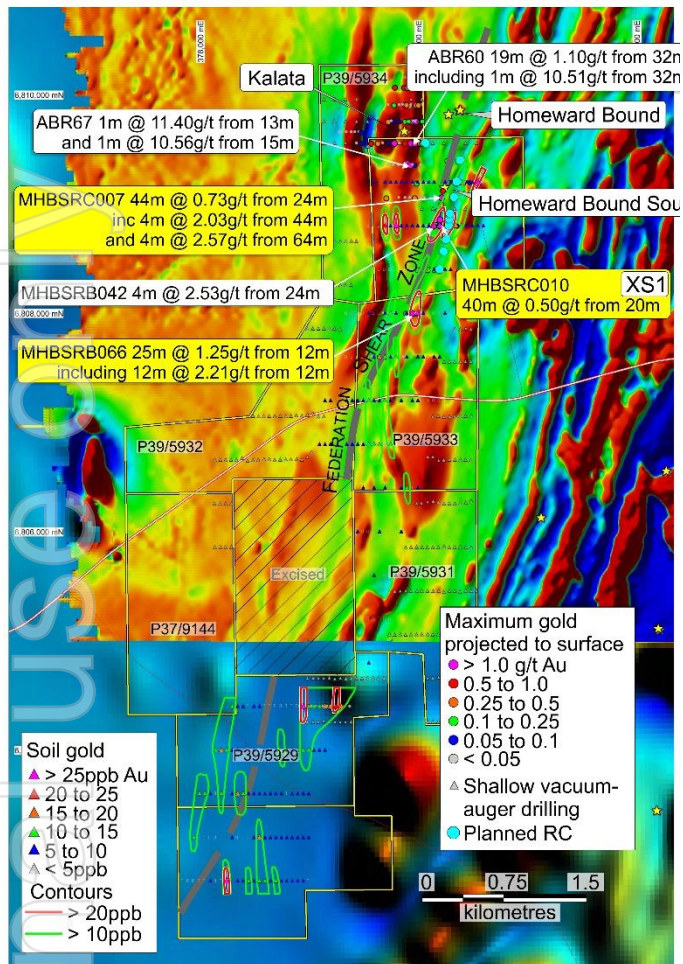 378,000 mE
000 mE
ABR60 19m @ 1.10g/t from 32m
including 1m @ 10.51g/t from 32m
Kalata
P39/5934
6,810,000 mN
ABR67 1m @ 11.40g/t from 13m
and 1m @ 10.56g/t from 15m
Homeward Bound
MHBSRC007 44m @ 0.73g/t from 24m
inc 4m @ 2.03g/t from 44m
and 4m @ 2.57g/t from 64m
Homeward Bound Sou
MHBSRB042 4m @ 2.53g/t from 24m
MHBSRC010
40m @ 0.50g/t from 20m
XS1
6,808,000 mN
MHBSRB066 25m @ 1.25g/t from 12m
including 12m @ 2.21g/t from 12m
FEDERATION SHEAR ZONE
P39/5932
P39/5933
6,806,000 mN
Excised
P39/5931
P37/9144
P39/5929
Maximum gold
projected to surface
> 1.0 g/t Au
0.5 to 1.0
0.25 to 0.5
0.1 to 0.25
0.05 to 0.1
< 0.05
Shallow vacuum-
auger drilling
Planned RC
Soil gold
> 25ppb Au
20 to 25
15 to 20
10 to 15
5 to 10
< 5ppb
Contours
> 20ppb
> 10ppb
0 0.75 1.5
kilometres
nal use only